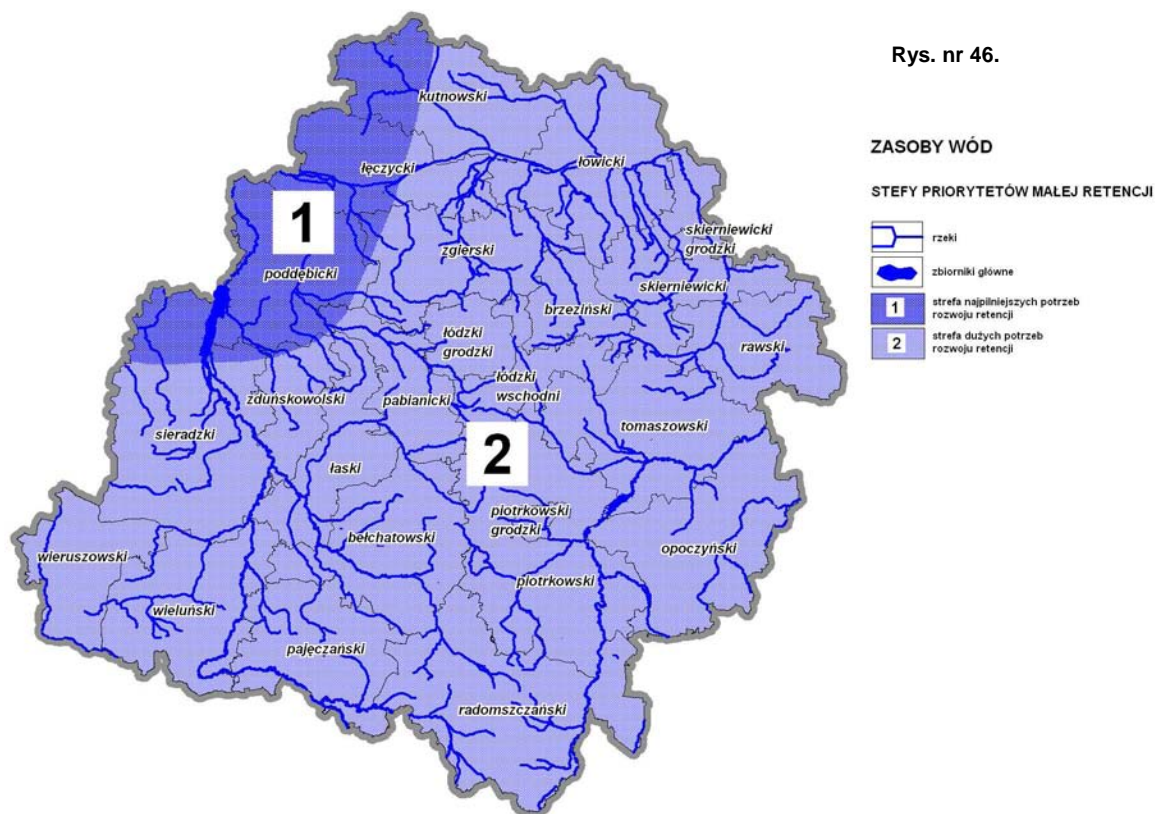 Rys. nr 46.
ZASOBY WÓD
STEFY PRIORYTETÓW MAŁEJ RETENCJI
rzeki
zbiorniki główne
1 strefa najpilniejszych potrzeb
rozwoju retencji
2 strefa dużych potrzeb
rozwoju retencji
kutnowski
łęczycki
łowicki
1
skierniewicki
grodzki
zgierski
poddębicki
skierniewicki
brzeziński
łódzki
grodzki
rawski
łódzki
wschodni
zduńskowolski
pabianicki
tomaszowski
sieradzki
2
łaski
piotrkowski
grodzki
bełchatowski
opoczyński
wieruszowski
piotrkowski
wieluński
pajęczański
radomszczański